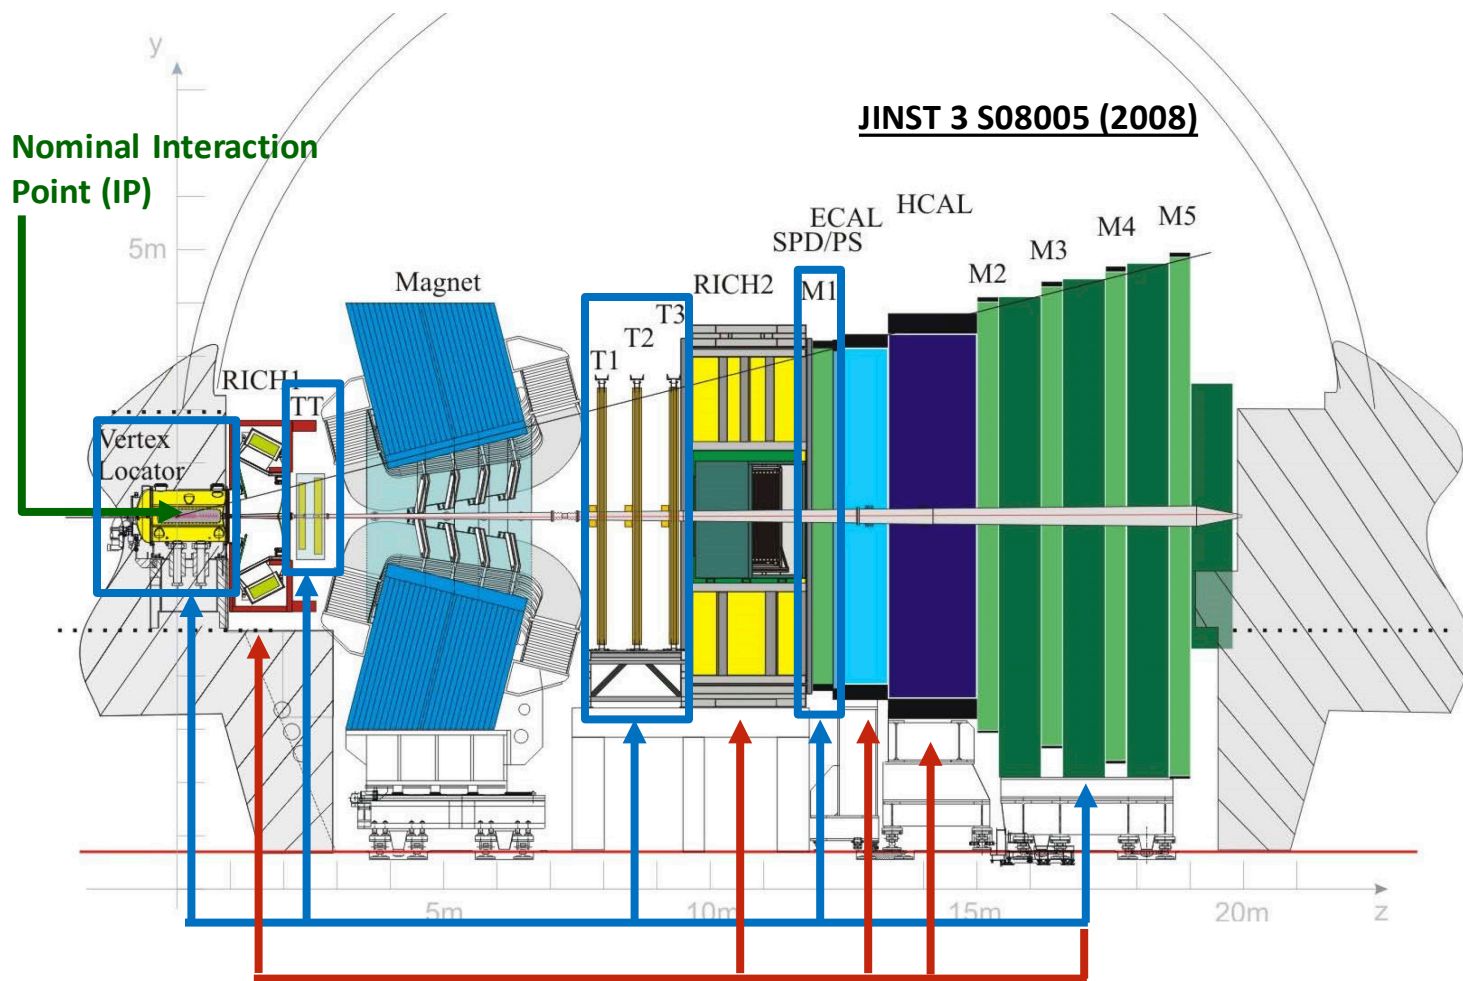 y
JINST 3 S08005 (2008)
Nominal Interaction
Point (IP)
5m
ECAL
HCAL
SPD/PS
M1
M2
M3
M4
M5
Magnet
RICH2
T1
T2
T3
RICH1
TT
Vertex
Locator
5m
10m
15m
20m
z